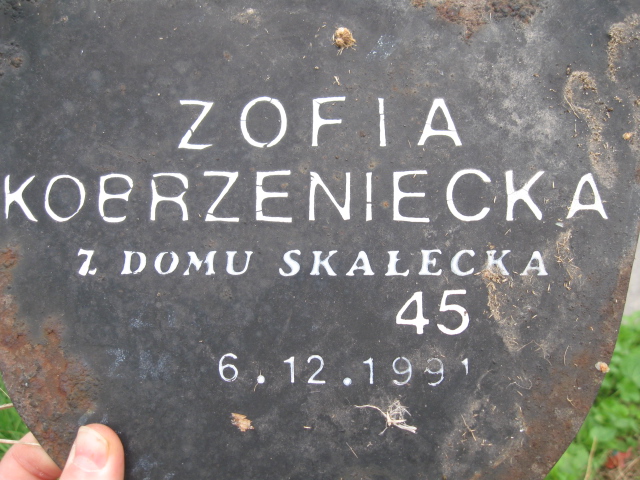 ZOFIA
KOBRZENIECKA
Z DOMU SKAŁECKA
45
6.12.1991